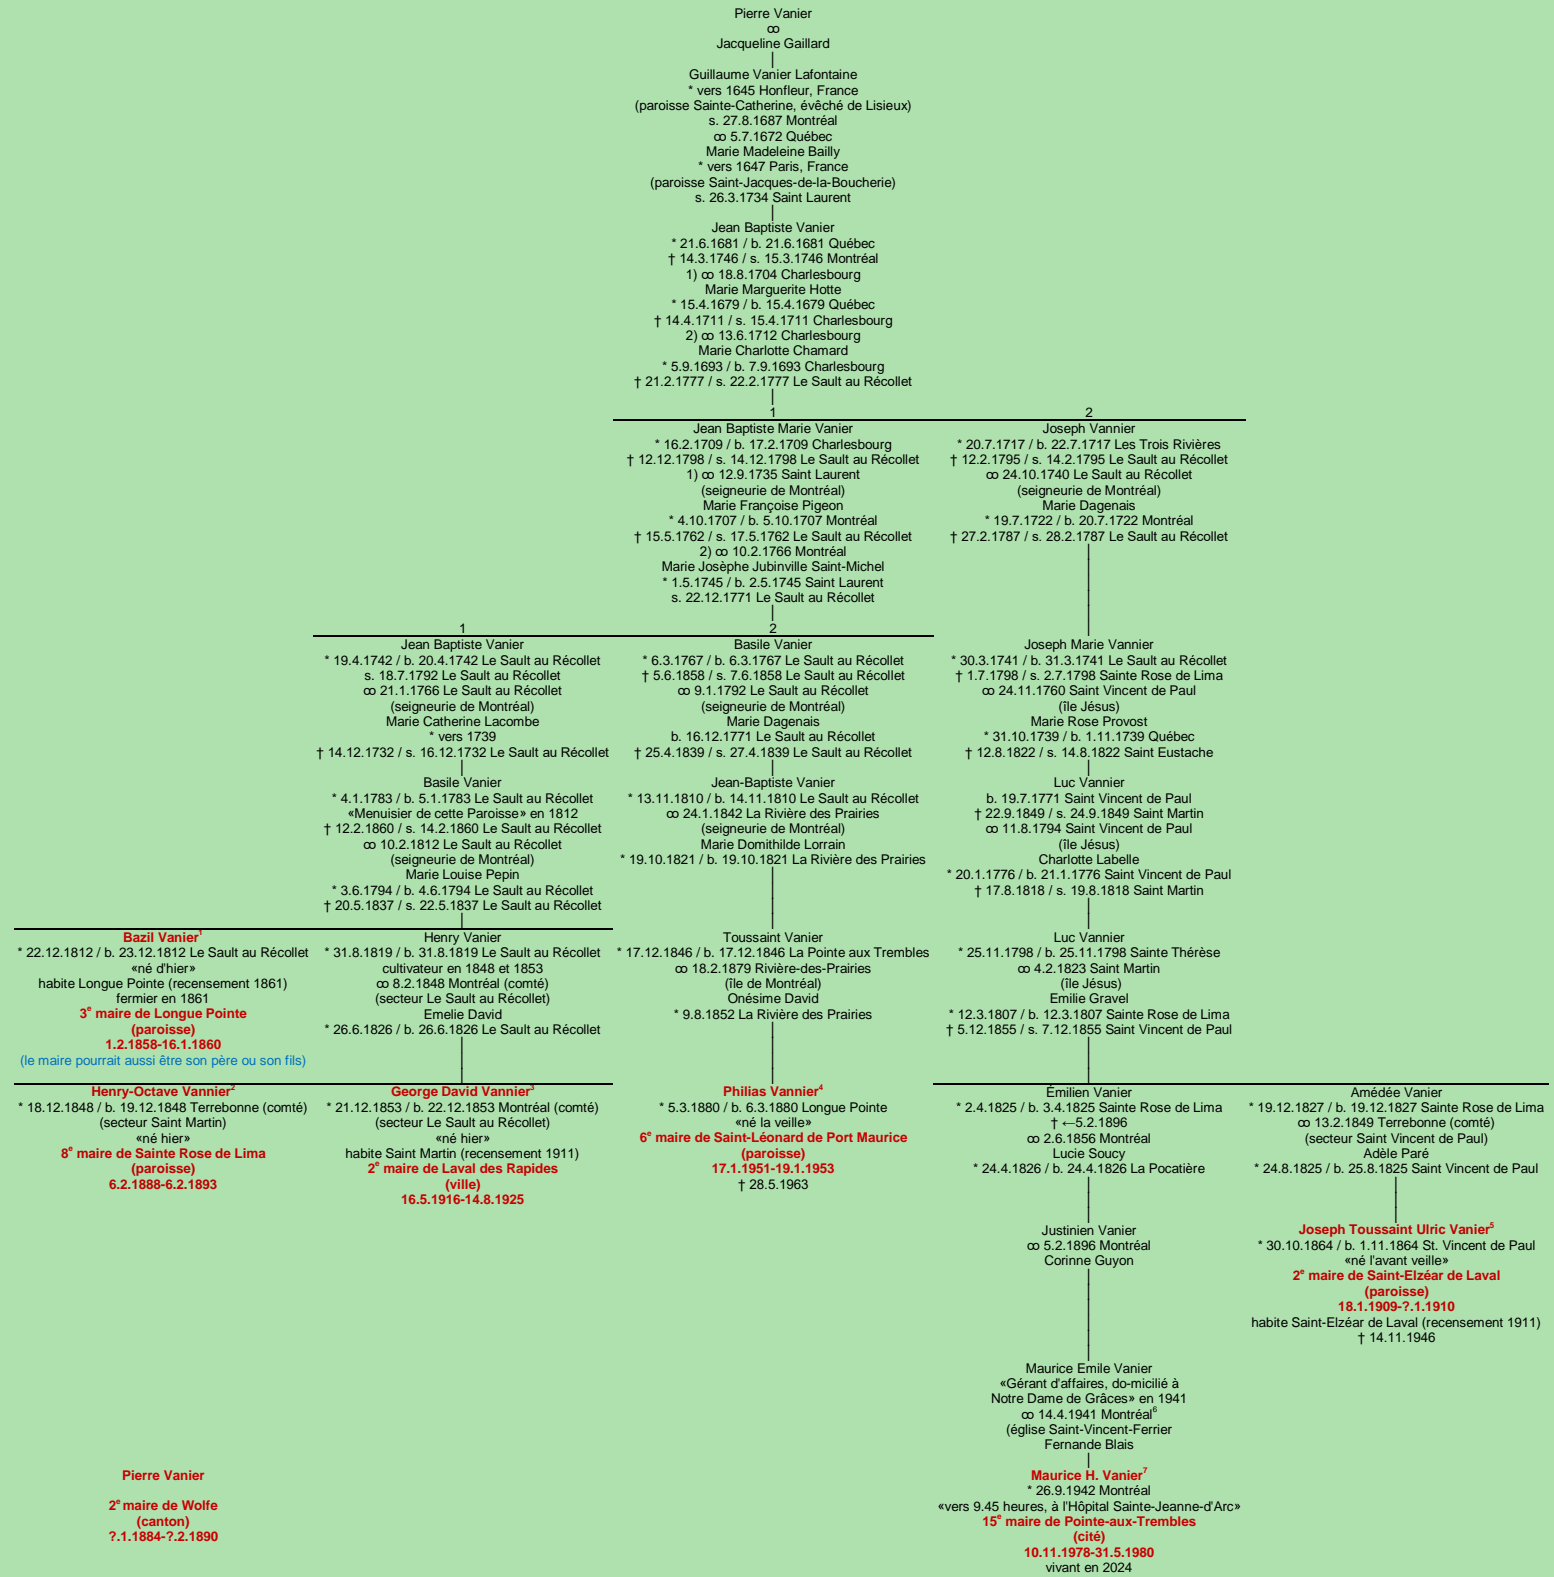 Pierre Vanier
∞
Jacqueline Gaillard
Guillaume Vanier Lafontaine
* vers 1645 Honfleur, France
(paroisse Sainte-Catherine, évêché de Lisieux)
s. 27.8.1687 Montréal
∞ 5.7.1672 Québec
Marie Madeleine Bailly
* vers 1647 Paris, France
(paroisse Saint-Jacques-de-la-Boucherie)
s. 26.3.1734 Saint Laurent
Jean Baptiste Vanier
* 21.6.1681 / b. 21.6.1681 Québec
† 14.3.1746 / s. 15.3.1746 Montréal
1) ∞ 18.8.1704 Charlesbourg
Marie Marguerite Hotte
* 15.4.1679 / b. 15.4.1679 Québec
† 14.4.1711 / s. 15.4.1711 Charlesbourg
2) ∞ 13.6.1712 Charlesbourg
Marie Charlotte Chamard
* 5.9.1693 / b. 7.9.1693 Charlesbourg
† 21.2.1777 / s. 22.2.1777 Le Sault au Récollet
1
Jean Baptiste Marie Vanier
* 16.2.1709 / b. 17.2.1709 Charlesbourg
† 12.12.1798 / s. 14.12.1798 Le Sault au Récollet
1) ∞ 12.9.1735 Saint Laurent
(seigneurie de Montréal)
Marie Françoise Pigeon
* 4.10.1707 / b. 5.10.1707 Montréal
† 15.5.1762 / s. 17.5.1762 Le Sault au Récollet
2) ∞ 10.2.1766 Montréal
Marie Josèphe Jubinville Saint-Michel
* 1.5.1745 / b. 2.5.1745 Saint Laurent
s. 22.12.1771 Le Sault au Récollet
2
Joseph Vannier
* 20.7.1717 / b. 22.7.1717 Les Trois Rivières
† 12.2.1795 / s. 14.2.1795 Le Sault au Récollet
∞ 24.10.1740 Le Sault au Récollet
(seigneurie de Montréal)
Marie Dagenais
* 19.7.1722 / b. 20.7.1722 Montréal
† 27.2.1787 / s. 28.2.1787 Le Sault au Récollet
1
Jean Baptiste Vanier
* 19.4.1742 / b. 20.4.1742 Le Sault au Récollet
s. 18.7.1792 Le Sault au Récollet
∞ 21.1.1766 Le Sault au Récollet
(seigneurie de Montréal)
Marie Catherine Lacombe
* vers 1739
† 14.12.1732 / s. 16.12.1732 Le Sault au Récollet
2
Basile Vanier
* 6.3.1767 / b. 6.3.1767 Le Sault au Récollet
† 5.6.1858 / s. 7.6.1858 Le Sault au Récollet
∞ 9.1.1792 Le Sault au Récollet
(seigneurie de Montréal)
Marie Dagenais
b. 16.12.1771 Le Sault au Récollet
† 25.4.1839 / s. 27.4.1839 Le Sault au Récollet
Joseph Marie Vannier
* 30.3.1741 / b. 31.3.1741 Le Sault au Récollet
† 1.7.1798 / s. 2.7.1798 Sainte Rose de Lima
∞ 24.11.1760 Saint Vincent de Paul
(île Jésus)
Marie Rose Provost
* 31.10.1739 / b. 1.11.1739 Québec
† 12.8.1822 / s. 14.8.1822 Saint Eustache
Basile Vanier
* 4.1.1783 / b. 5.1.1783 Le Sault au Récollet
«Menuisier de cette Paroisse» en 1812
† 12.2.1860 / s. 14.2.1860 Le Sault au Récollet
∞ 10.2.1812 Le Sault au Récollet
(seigneurie de Montréal)
Marie Louise Pepin
* 3.6.1794 / b. 4.6.1794 Le Sault au Récollet
† 20.5.1837 / s. 22.5.1837 Le Sault au Récollet
Jean-Baptiste Vanier
* 13.11.1810 / b. 14.11.1810 Le Sault au Récollet
∞ 24.1.1842 La Rivière des Prairies
(seigneurie de Montréal)
Marie Domithilde Lorrain
* 19.10.1821 / b. 19.10.1821 La Rivière des Prairies
Luc Vannier
b. 19.7.1771 Saint Vincent de Paul
† 22.9.1849 / s. 24.9.1849 Saint Martin
∞ 11.8.1794 Saint Vincent de Paul
(île Jésus)
Charlotte Labelle
* 20.1.1776 / b. 21.1.1776 Saint Vincent de Paul
† 17.8.1818 / s. 19.8.1818 Saint Martin
Bazil Vanier¹
* 22.12.1812 / b. 23.12.1812 Le Sault au Récollet
«né d'hier»
habite Longue Pointe (recensement 1861)
fermier en 1861
3e maire de Longue Pointe
(paroisse)
1.2.1858-16.1.1860
(le maire pourrait aussi être son père ou son fils)
Henry Vanier
* 31.8.1819 / b. 31.8.1819 Le Sault au Récollet
cultivateur en 1848 et 1853
∞ 8.2.1848 Montréal (comté)
(secteur Le Sault au Récollet)
Emelie David
* 26.6.1826 / b. 26.6.1826 Le Sault au Récollet
Toussaint Vanier
* 17.12.1846 / b. 17.12.1846 La Pointe aux Trembles
∞ 18.2.1879 Rivière-des-Prairies
(île de Montréal)
Onésime David
* 9.8.1852 La Rivière des Prairies
Luc Vannier
* 25.11.1798 / b. 25.11.1798 Sainte Thérèse
∞ 4.2.1823 Saint Martin
(île Jésus)
Emilie Gravel
* 12.3.1807 / b. 12.3.1807 Sainte Rose de Lima
† 5.12.1855 / s. 7.12.1855 Saint Vincent de Paul
Henry-Octave Vannier²
* 18.12.1848 / b. 19.12.1848 Terrebonne (comté)
(secteur Saint Martin)
«né hier»
8e maire de Sainte Rose de Lima
(paroisse)
6.2.1888-6.2.1893
George David Vannier³
* 21.12.1853 / b. 22.12.1853 Montréal (comté)
(secteur Le Sault au Récollet)
«né hier»
habite Saint Martin (recensement 1911)
2e maire de Laval des Rapides
(ville)
16.5.1916-14.8.1925
Philias Vannier⁴
* 5.3.1880 / b. 6.3.1880 Longue Pointe
«né la veille»
6e maire de Saint-Léonard de Port Maurice
(paroisse)
17.1.1951-19.1.1953
† 28.5.1963
Émilien Vanier
* 2.4.1825 / b. 3.4.1825 Sainte Rose de Lima
† ←5.2.1896
∞ 2.6.1856 Montréal
Lucie Soucy
* 24.4.1826 / b. 24.4.1826 La Pocatière
Amédée Vanier
* 19.12.1827 / b. 19.12.1827 Sainte Rose de Lima
∞ 13.2.1849 Terrebonne (comté)
(secteur Saint Vincent de Paul)
Adèle Paré
* 24.8.1825 / b. 25.8.1825 Saint Vincent de Paul
Justinien Vanier
∞ 5.2.1896 Montréal
Corinne Guyon
Joseph Toussaint Ulric Vanier⁵
* 30.10.1864 / b. 1.11.1864 St. Vincent de Paul
«né l'avant veille»
2e maire de Saint-Elzéar de Laval
(paroisse)
18.1.1909-?.1.1910
habite Saint-Elzéar de Laval (recensement 1911)
† 14.11.1946
Maurice Emile Vanier
«Gérant d'affaires, do-micilié à
Notre Dame de Grâces» en 1941
∞ 14.4.1941 Montréal⁶
(église Saint-Vincent-Ferrier
Fernande Blais
Pierre Vanier
2e maire de Wolfe
(canton)
?.1.1884-?.2.1890
Maurice H. Vanier⁷
* 26.9.1942 Montréal
«vers 9.45 heures, à l'Hôpital Sainte-Jeanne-d'Arc»
15e maire de Pointe-aux-Trembles
(cité)
10.11.1978-31.5.1980
vivant en 2024